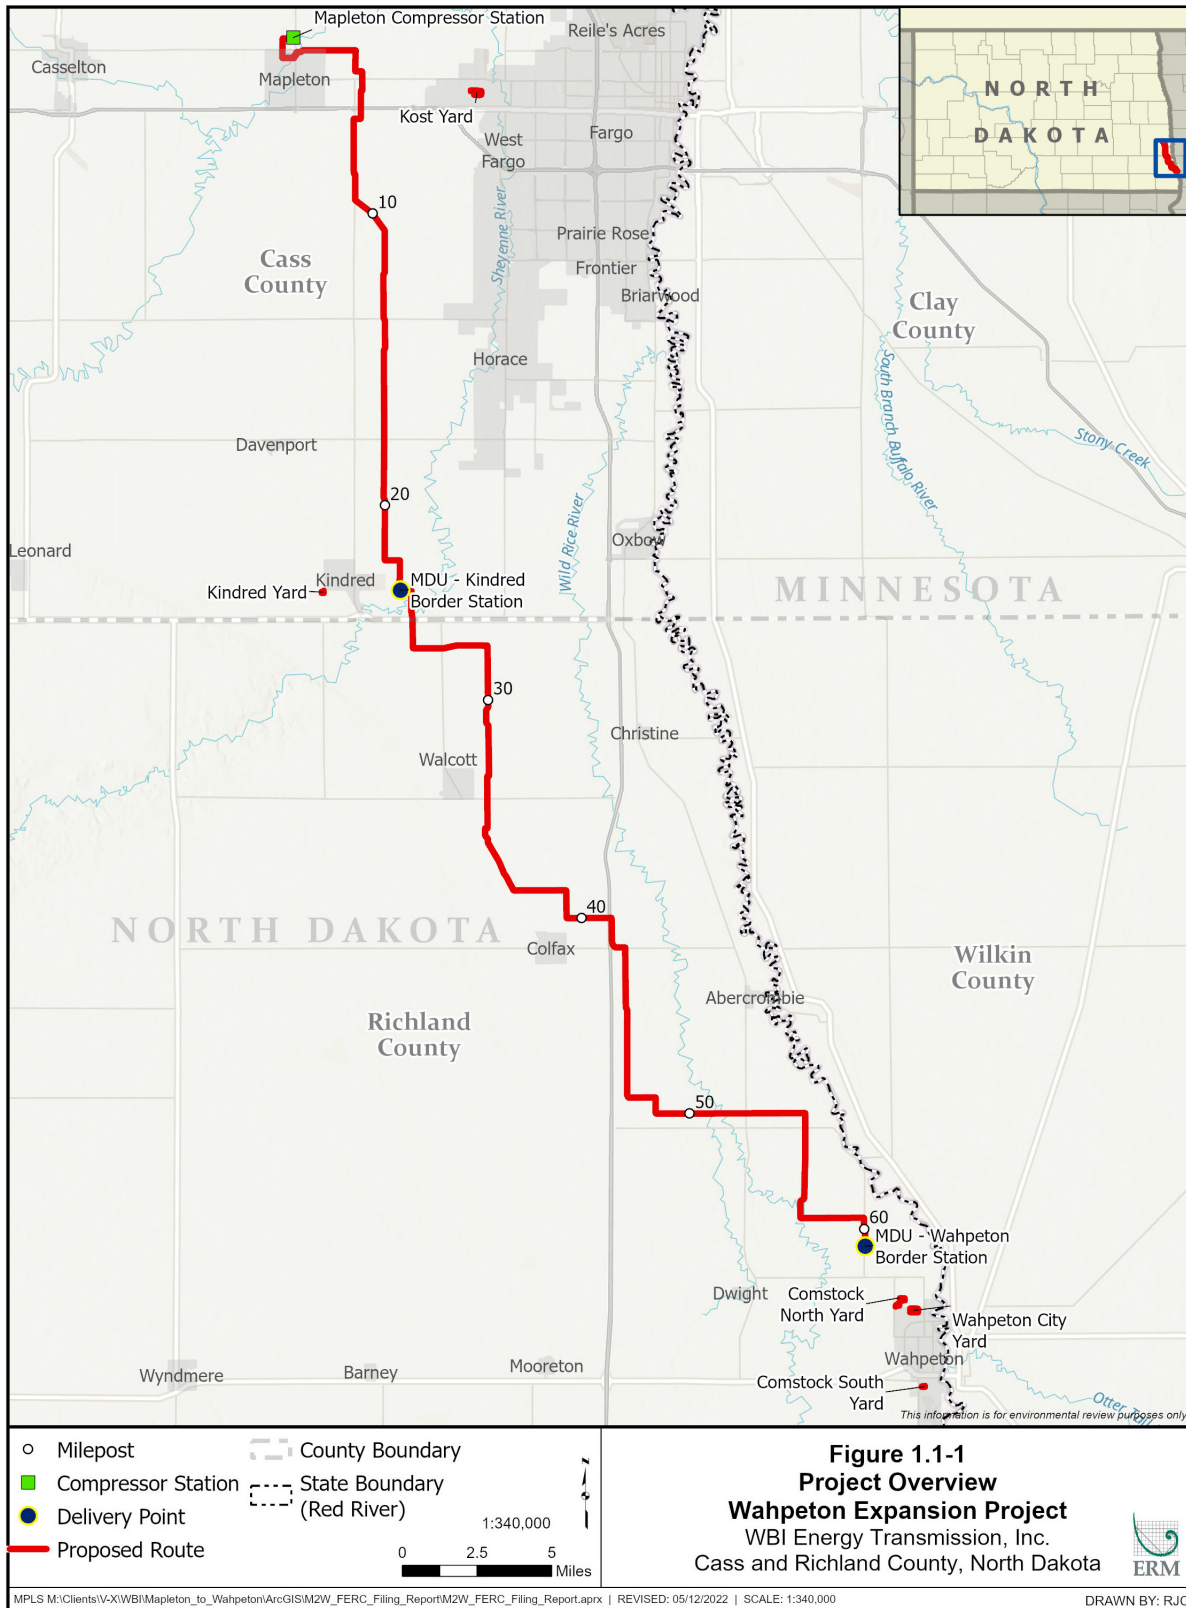 Mapleton Compressor Station
Reile's Acres
Casselton
Mapleton
Kost Yard
West
Fargo
Fargo
NORTH
DAKOTA
10
Sheyenne River
Prairie Rose
Frontier
Briarwood
Cass
County
Clay
County
Horace
Davenport
South Branch Buffalo River
Stony Creek
20
Wild Rice River
Oxbow
Leonard
Kindred
Kindred Yard
MDU - Kindred
Border Station
MINNESOTA
30
Christine
Walcott
40
NORTH DAKOTA
Colfax
Wilkin
County
Abercrombie
Richland
County
50
60
MDU - Wahpeton
Border Station
Dwight
Comstock
North Yard
Wahpeton City
Yard
Wahpeton
Wyndmere
Barney
Mooreton
Comstock South
Yard
Otter Tail
This information is for environmental review purposes only
Milepost
Compressor Station
Delivery Point
Proposed Route
County Boundary
State Boundary
(Red River)
N
1:340,000
0 2.5 5
Miles
Figure 1.1-1
Project Overview
Wahpeton Expansion Project
WBI Energy Transmission, Inc.
Cass and Richland County, North Dakota
ERM
MPLS M:\Clients\V-X\WBI\Mapleton_to_Wahpeton\ArcGIS\M2W_FERC_Filing_Report\M2W_FERC_Filing_Report.aprx | REVISED: 05/12/2022 | SCALE: 1:340,000
DRAWN BY: RJC